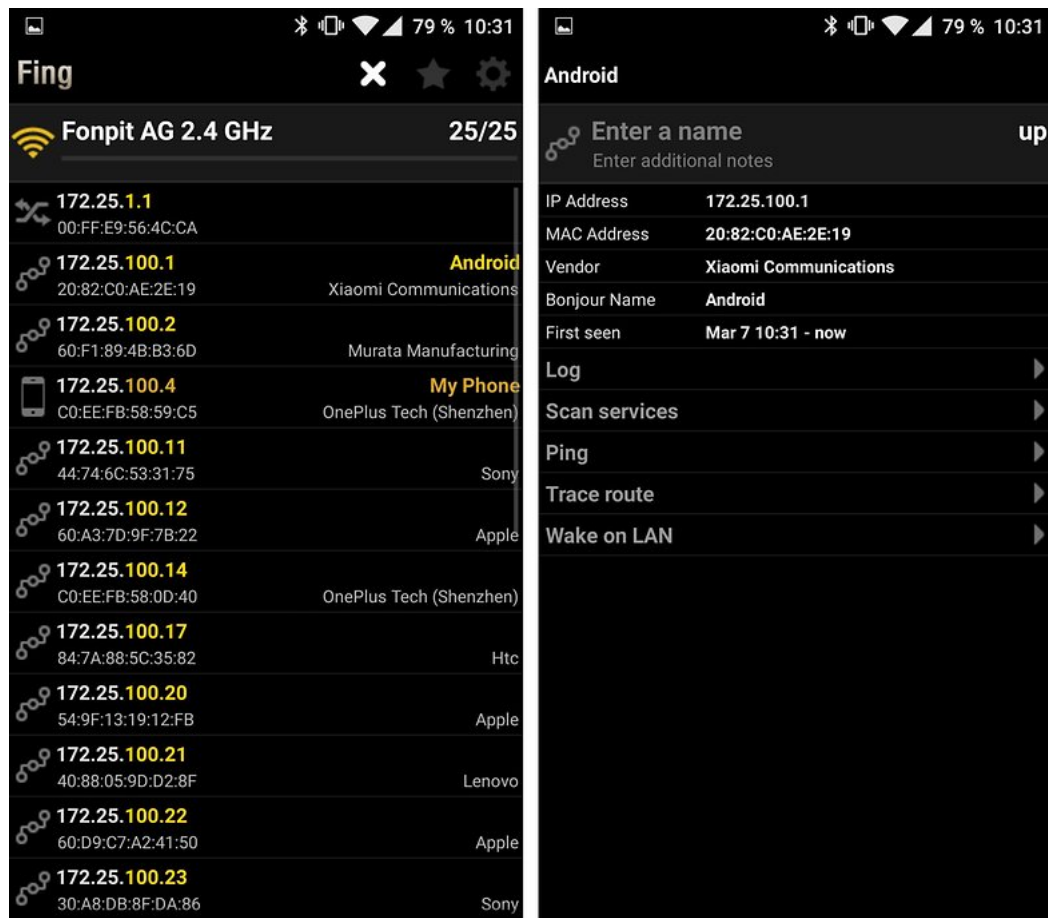 79 % 10:31
Fing
Fonpit AG 2.4 GHz 25/25
172.25.1.1
00:FF:E9:56:4C:CA
172.25.100.1 Android
20:82:C0:AE:2E:19 Xiaomi Communications
172.25.100.2
60:F1:89:4B:B3:6D Murata Manufacturing
172.25.100.4 My Phone
C0:EE:FB:58:59:C5 OnePlus Tech (Shenzhen)
172.25.100.11
44:74:6C:53:31:75 Sony
172.25.100.12
60:A3:7D:9F:7B:22 Apple
172.25.100.14
C0:EE:FB:58:0D:40 OnePlus Tech (Shenzhen)
172.25.100.17
84:7A:88:5C:35:82 Htc
172.25.100.20
54:9F:13:19:12:FB Apple
172.25.100.21
40:88:05:9D:D2:8F Lenovo
172.25.100.22
60:D9:C7:A2:41:50 Apple
172.25.100.23
30:A8:DB:8F:DA:86 Sony
79 % 10:31
Android
Enter a name up
Enter additional notes
IP Address 172.25.100.1
MAC Address 20:82:C0:AE:2E:19
Vendor Xiaomi Communications
Bonjour Name Android
First seen Mar 7 10:31 - now
Log
Scan services
Ping
Trace route
Wake on LAN